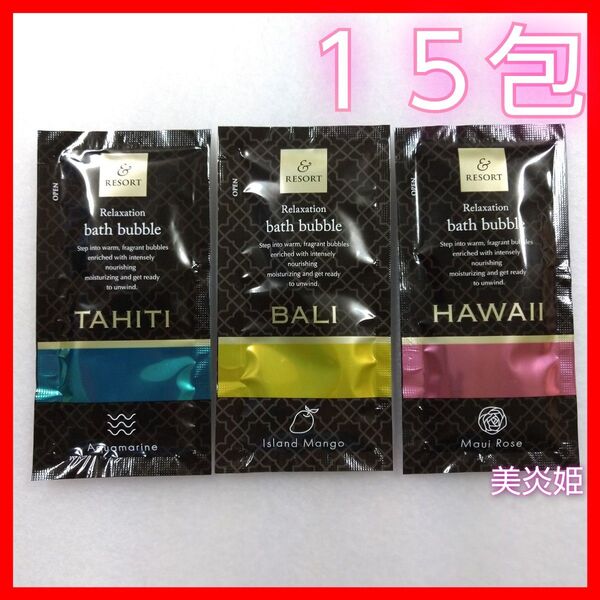 １５包
&
RESORT
OPEN
Relaxation
bath bubble
Step into warm, fragrant bubbles
enriched with intensely
nourishing
moisturizing and get ready
to unwind.
TAHITI
Aquamarine
&
RESORT
OPEN
Relaxation
bath bubble
Step into warm, fragrant bubbles
enriched with intensely
nourishing
moisturizing and get ready
to unwind.
BALI
Island Mango
&
RESORT
OPEN
Relaxation
bath bubble
Step into warm, fragrant bubbles
enriched with intensely
nourishing
moisturizing and get ready
to unwind.
HAWAII
Maui Rose
美炎姫